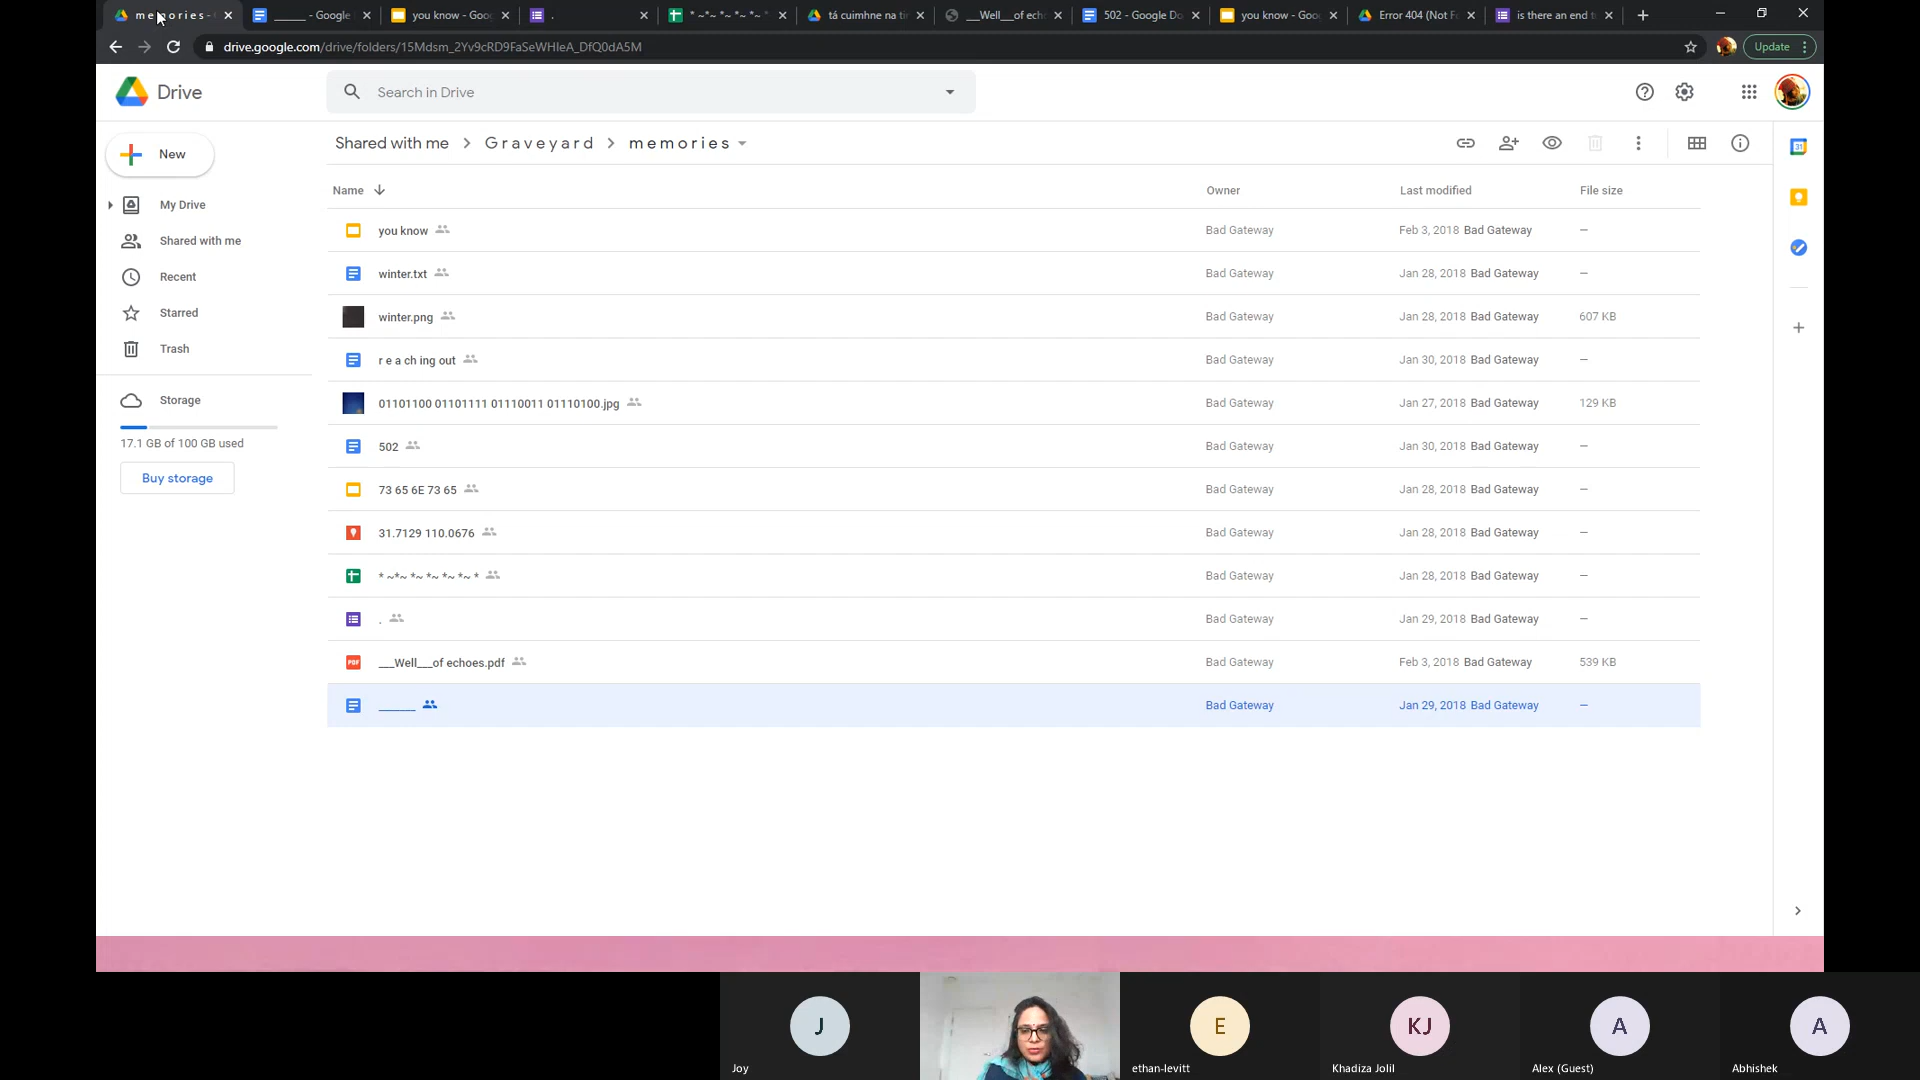 m e m o r i e s -
______ - Google
you know - Goog
.
* ~*~ *~ *~ *~ *~
tá cuimhne na ti
___Well___of ech
502 - Google Do
you know - Goog
Error 404 (Not F
is there an end t
drive.google.com/drive/folders/15Mdsm_2Yv9cRD9FaSeWHIeA_DfQ0dA5M
Update
Drive
Search in Drive
New
My Drive
Shared with me
Recent
Starred
Trash
Storage
17.1 GB of 100 GB used
Buy storage
Shared with me > G r a v e y a r d > m e m o r i e s
Name Owner Last modified File size
you know Bad Gateway Feb 3, 2018 Bad Gateway —
winter.txt Bad Gateway Jan 28, 2018 Bad Gateway —
winter.png Bad Gateway Jan 28, 2018 Bad Gateway 607 KB
r e a ch ing out Bad Gateway Jan 30, 2018 Bad Gateway —
01101100 01101111 01110011 01110100.jpg Bad Gateway Jan 27, 2018 Bad Gateway 129 KB
502 Bad Gateway Jan 30, 2018 Bad Gateway —
73 65 6E 73 65 Bad Gateway Jan 28, 2018 Bad Gateway —
31.7129 110.0676 Bad Gateway Jan 28, 2018 Bad Gateway —
* ~*~ *~ *~ *~ *~ * Bad Gateway Jan 28, 2018 Bad Gateway —
. Bad Gateway Jan 29, 2018 Bad Gateway —
PDF ___Well___of echoes.pdf Bad Gateway Feb 3, 2018 Bad Gateway 539 KB
______ Bad Gateway Jan 29, 2018 Bad Gateway —
31
J
Joy
E
ethan-levitt
KJ
Khadiza Jolil
A
Alex (Guest)
A
Abhishek